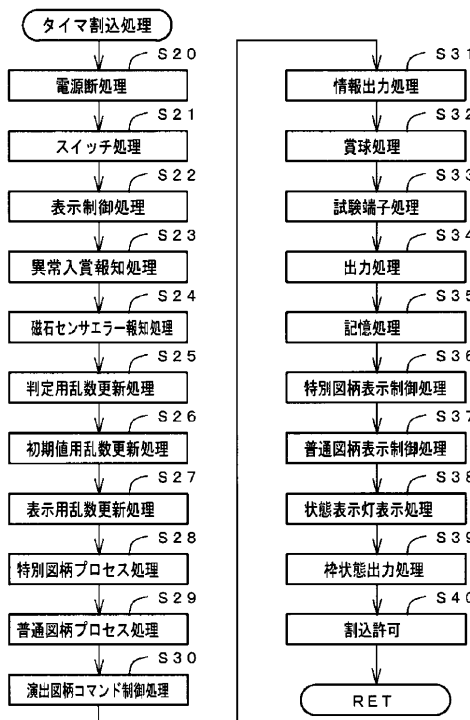 タイマ割込処理
S20
電源断処理
S21
スイッチ処理
S22
表示制御処理
S23
異常入賞報知処理
S24
磁石センサエラー報知処理
S25
判定用乱数更新処理
S26
初期値用乱数更新処理
S27
表示用乱数更新処理
S28
特別図柄プロセス処理
S29
普通図柄プロセス処理
S30
演出図柄コマンド制御処理
S31
情報出力処理
S32
賞球処理
S33
試験端子処理
S34
出力処理
S35
記憶処理
S36
特別図柄表示制御処理
S37
普通図柄表示制御処理
S38
状態表示灯表示処理
S39
枠状態出力処理
S40
割込許可
RET